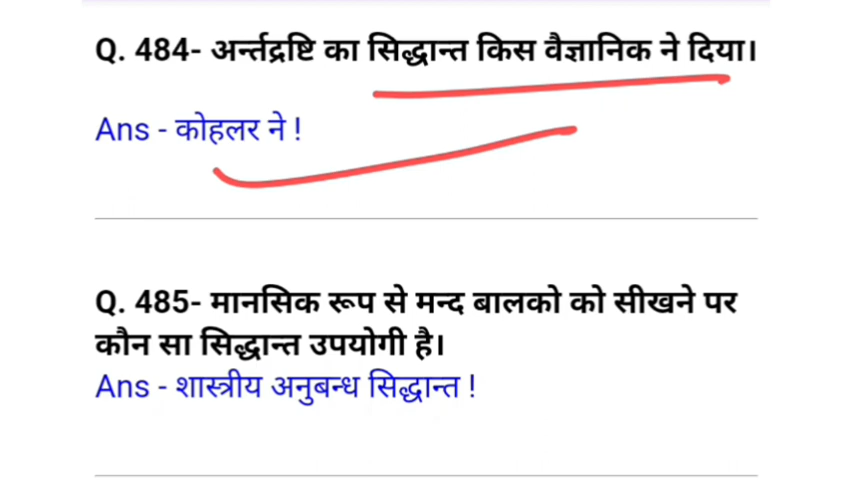 Q. 484- अर्न्तद्रष्टि का सिद्धान्त किस वैज्ञानिक ने दिया।
Ans - कोहलर ने !
Q. 485- मानसिक रूप से मन्द बालको को सीखने पर
कौन सा सिद्धान्त उपयोगी है।
Ans - शास्त्रीय अनुबन्ध सिद्धान्त !